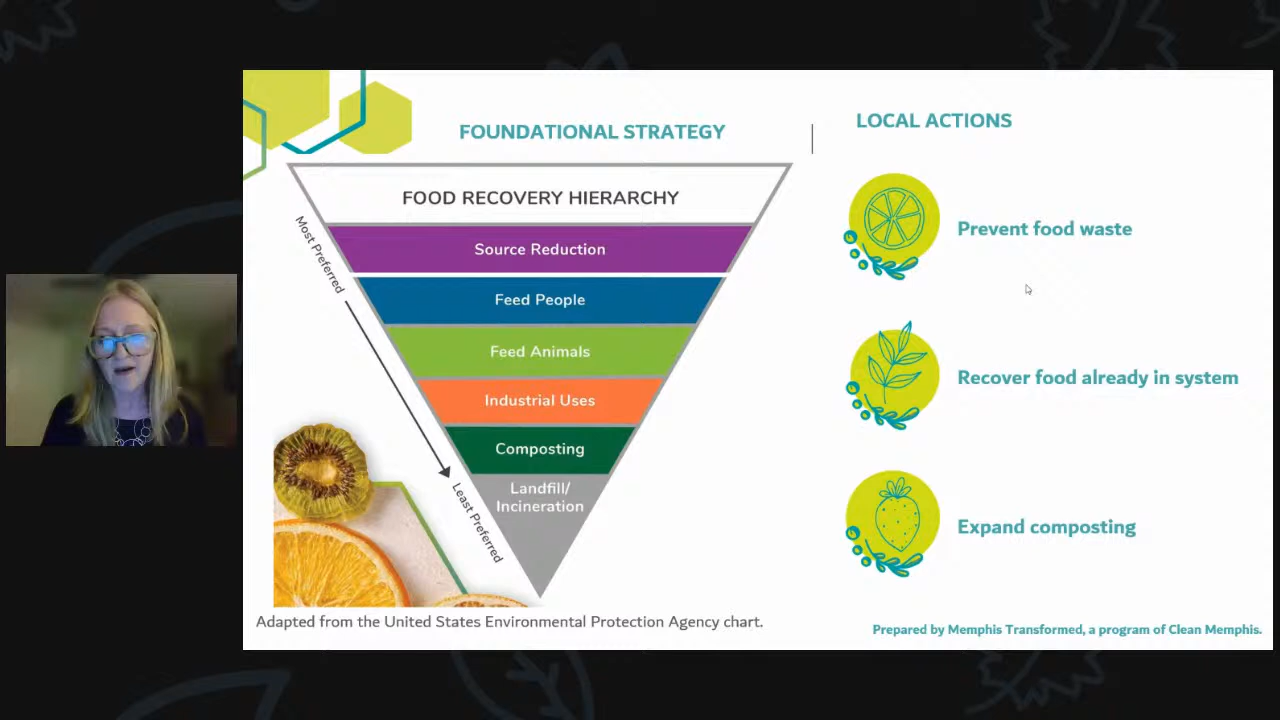 FOUNDATIONAL STRATEGY
FOOD RECOVERY HIERARCHY
Most Preferred
Source Reduction
Feed People
Feed Animals
Industrial Uses
Composting
Landfill/
Incineration
Least Preferred
Adapted from the United States Environmental Protection Agency chart.
LOCAL ACTIONS
Prevent food waste
Recover food already in system
Expand composting
Prepared by Memphis Transformed, a program of Clean Memphis.